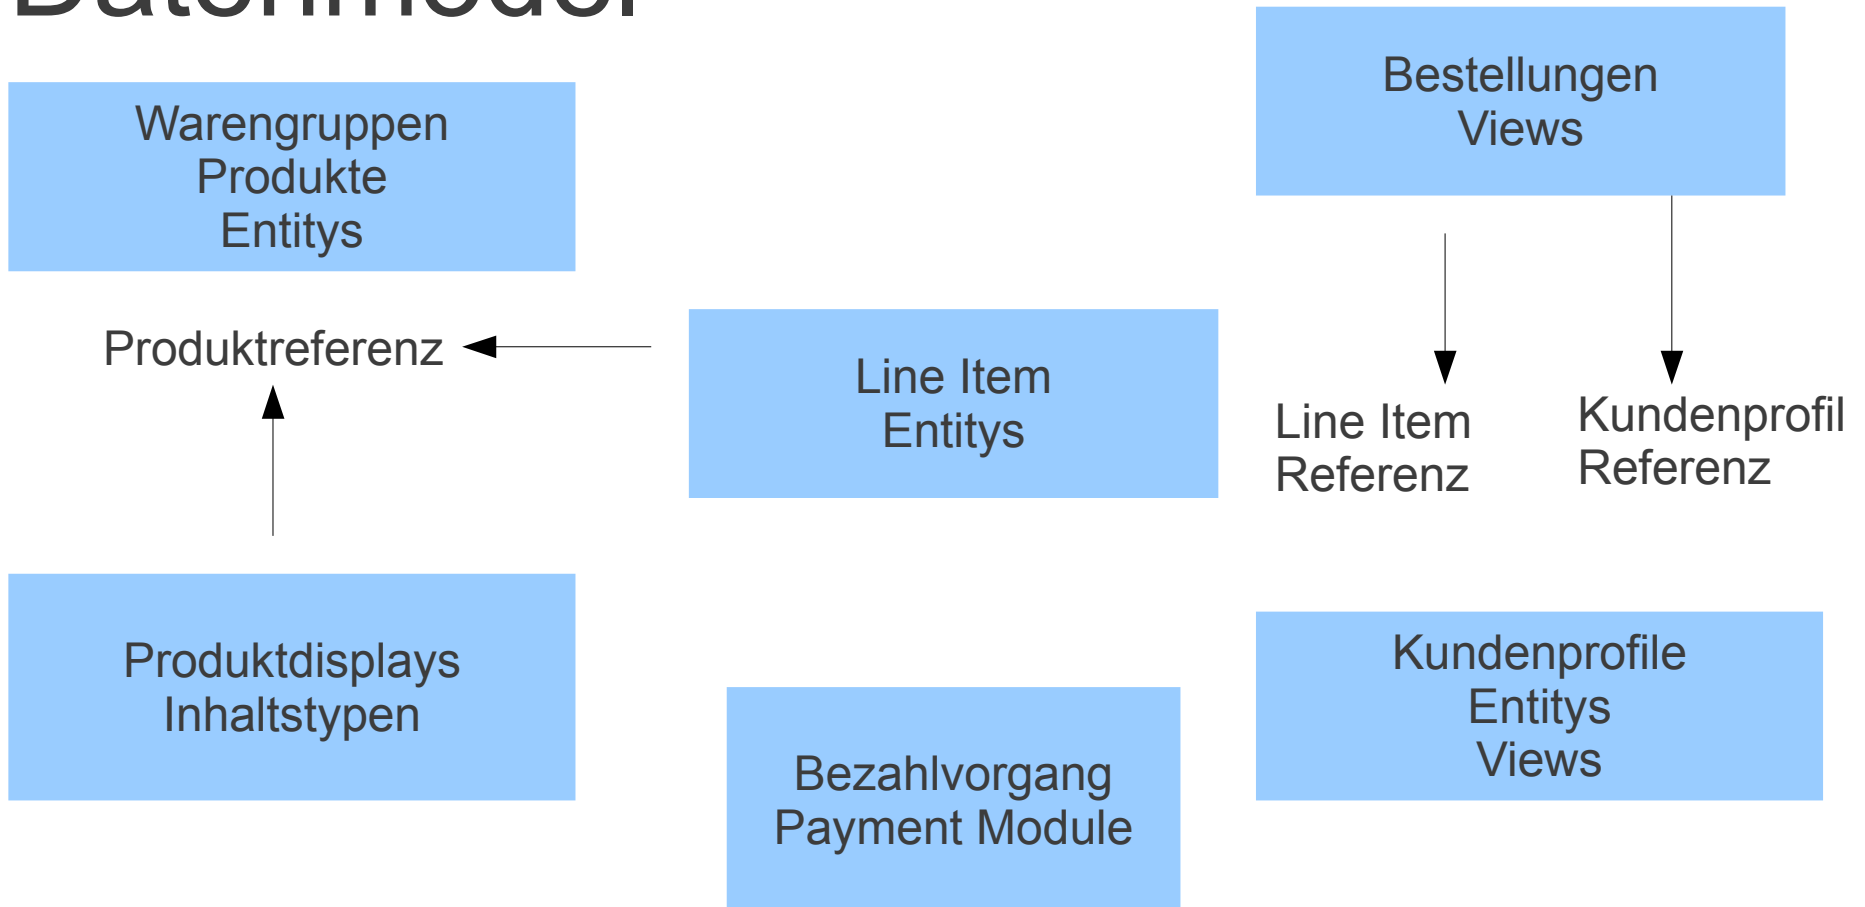 Datenmodel
Warengruppen
Produkte
Entitys
Bestellungen
Views
Produktreferenz
Line Item
Entitys
Line Item
Referenz
Kundenprofil
Referenz
Produktdisplays
Inhaltstypen
Bezahlvorgang
Payment Module
Kundenprofile
Entitys
Views